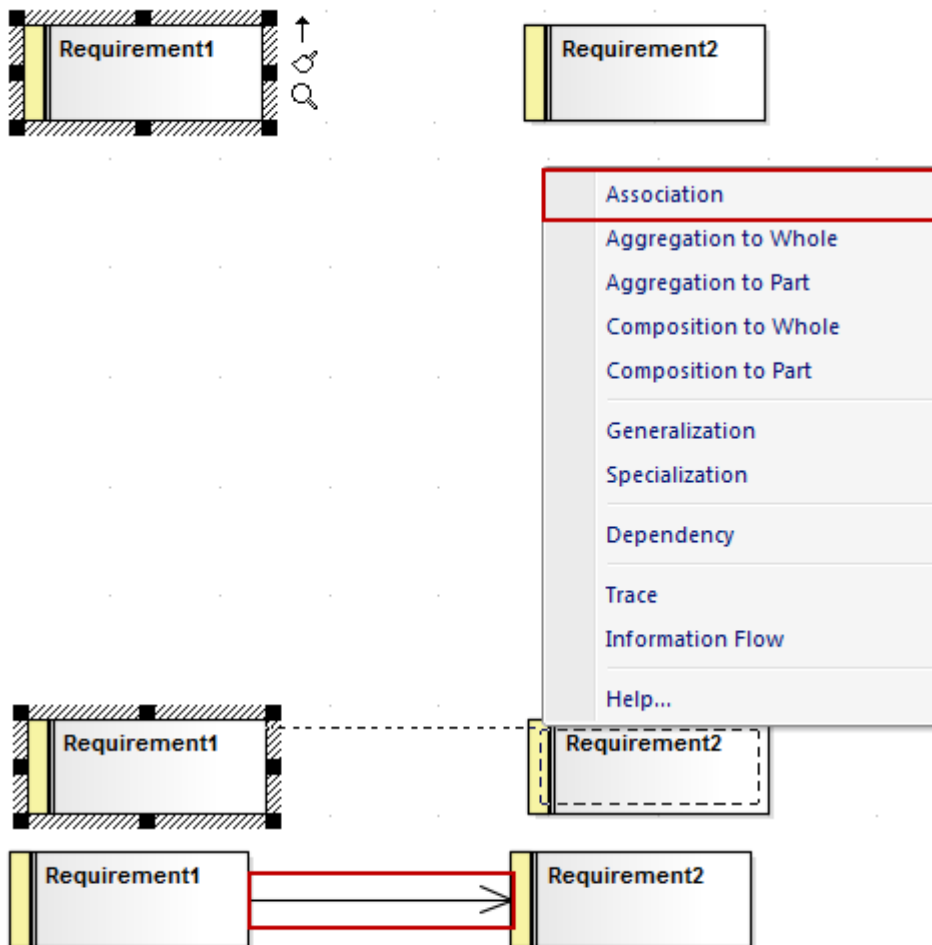 Requirement1
Requirement2
Association
Aggregation to Whole
Aggregation to Part
Composition to Whole
Composition to Part
Generalization
Specialization
Dependency
Trace
Information Flow
Help...
Requirement1
Requirement2
Requirement1
Requirement2